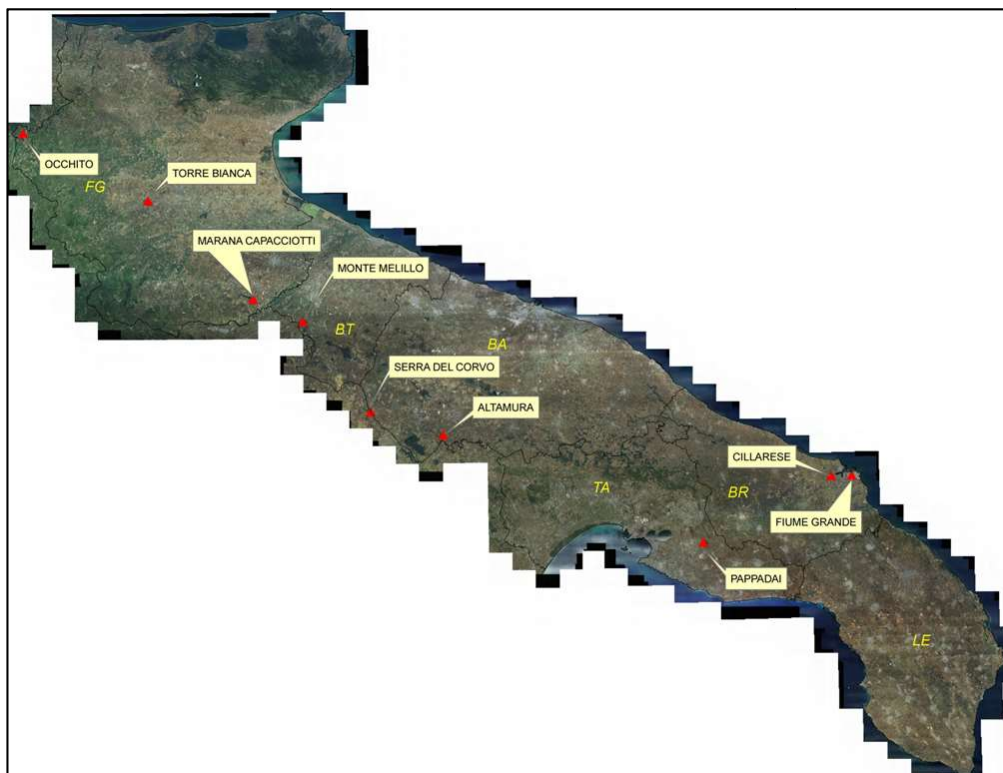 OCCHITO
TORRE BIANCA
FG
MARANA CAPACCIOTTI
MONTE MELILLO
BT
BA
SERRA DEL CORVO
ALTAMURA
CILLARESE
TA
BR
FIUME GRANDE
PAPPADAI
LE